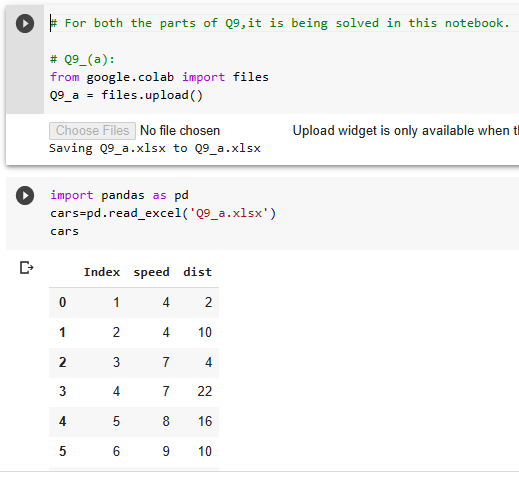 # For both the parts of Q9,it is being solved in this notebook.
# Q9_(a):
from google.colab import files
Q9_a = files.upload()
Choose Files No file chosen Upload widget is only available when
Saving Q9_a.xlsx to Q9_a.xlsx
import pandas as pd
cars=pd.read_excel('Q9_a.xlsx')
cars
Index speed dist
0 1 4 2
1 2 4 10
2 3 7 4
3 4 7 22
4 5 8 16
5 6 9 10